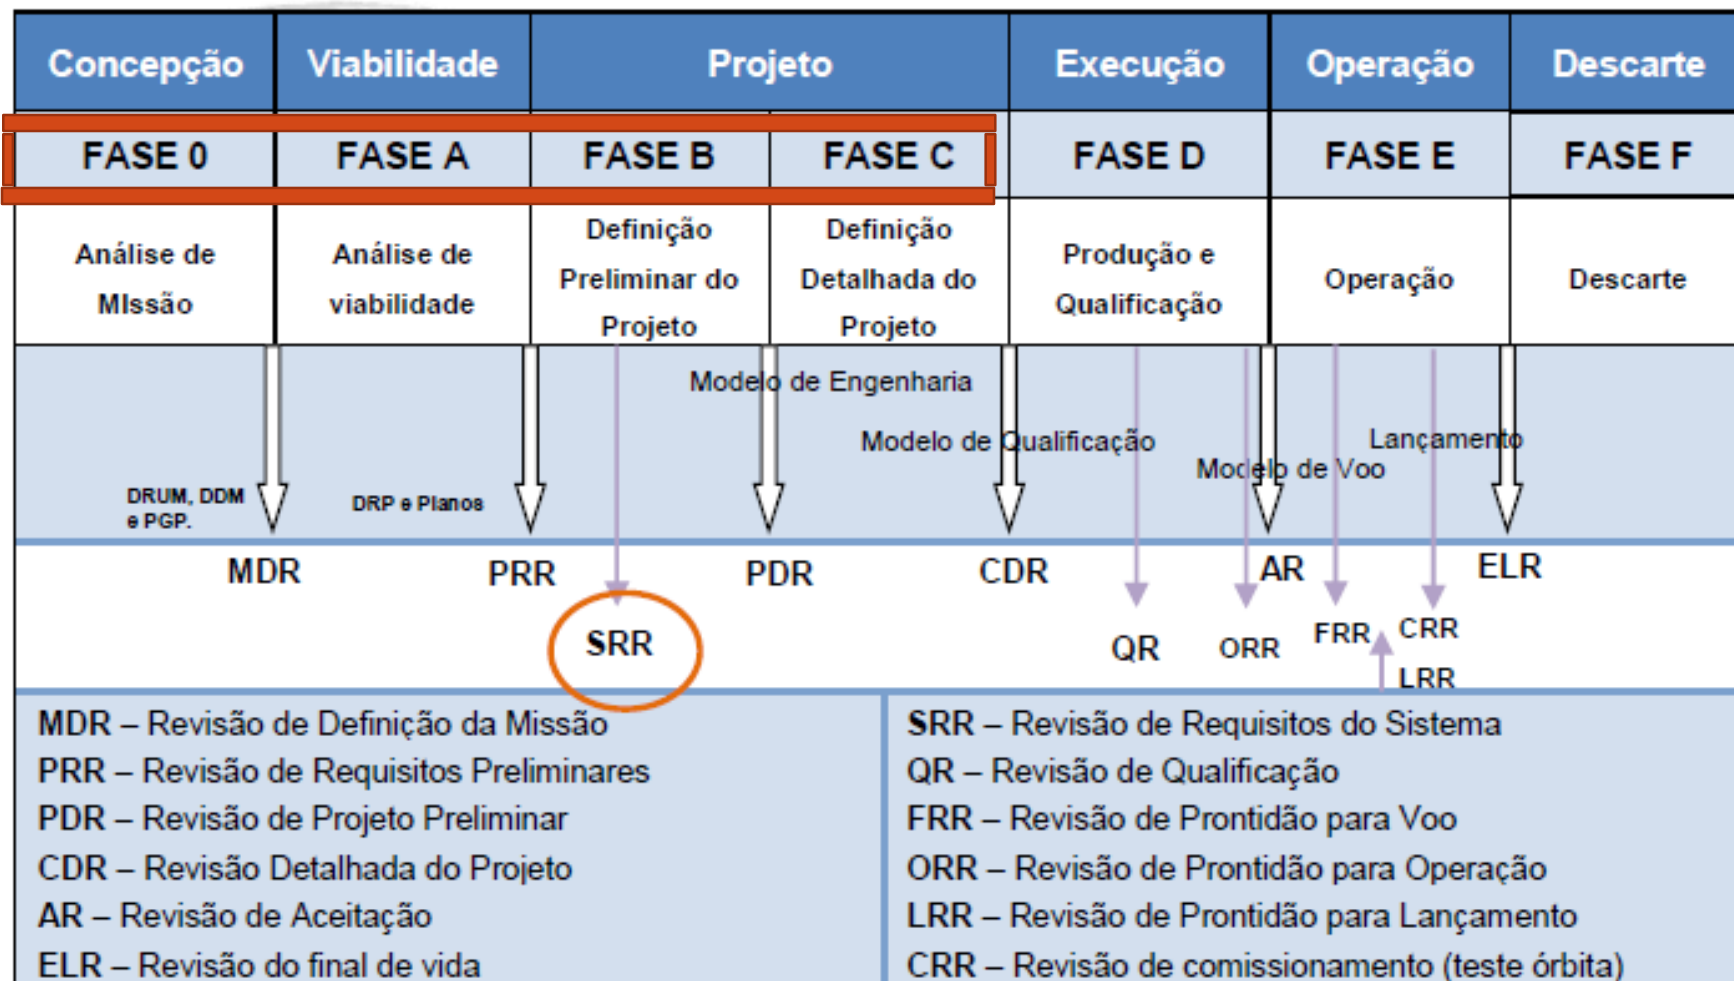 Concepção Viabilidade Projeto Execução Operação Descarte
FASE 0 FASE A FASE B FASE C FASE D FASE E FASE F
Análise de
MIssão
Análise de
viabilidade
Definição
Preliminar do
Projeto
Definição
Detalhada do
Projeto
Produção e
Qualificação
Operação
Descarte
Modelo de Engenharia
Modelo de Qualificação
Lançamento
Modelo de Voo
DRUM, DDM
e PGP.
DRP e Planos
MDR PRR PDR CDR AR ELR
SRR QR ORR FRR CRR
LRR
MDR – Revisão de Definição da Missão
PRR – Revisão de Requisitos Preliminares
PDR – Revisão de Projeto Preliminar
CDR – Revisão Detalhada do Projeto
AR – Revisão de Aceitação
ELR – Revisão do final de vida
SRR – Revisão de Requisitos do Sistema
QR – Revisão de Qualificação
FRR – Revisão de Prontidão para Voo
ORR – Revisão de Prontidão para Operação
LRR – Revisão de Prontidão para Lançamento
CRR – Revisão de comissionamento (teste órbita)